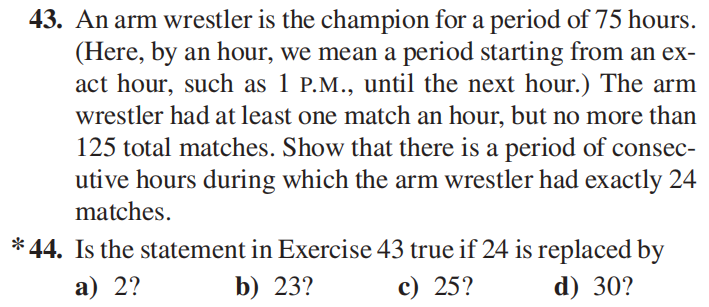 43. An arm wrestler is the champion for a period of 75 hours.
(Here, by an hour, we mean a period starting from an ex-
act hour, such as 1 P.M., until the next hour.) The arm
wrestler had at least one match an hour, but no more than
125 total matches. Show that there is a period of consec-
utive hours during which the arm wrestler had exactly 24
matches.
*44. Is the statement in Exercise 43 true if 24 is replaced by
a) 2? b) 23? c) 25? d) 30?